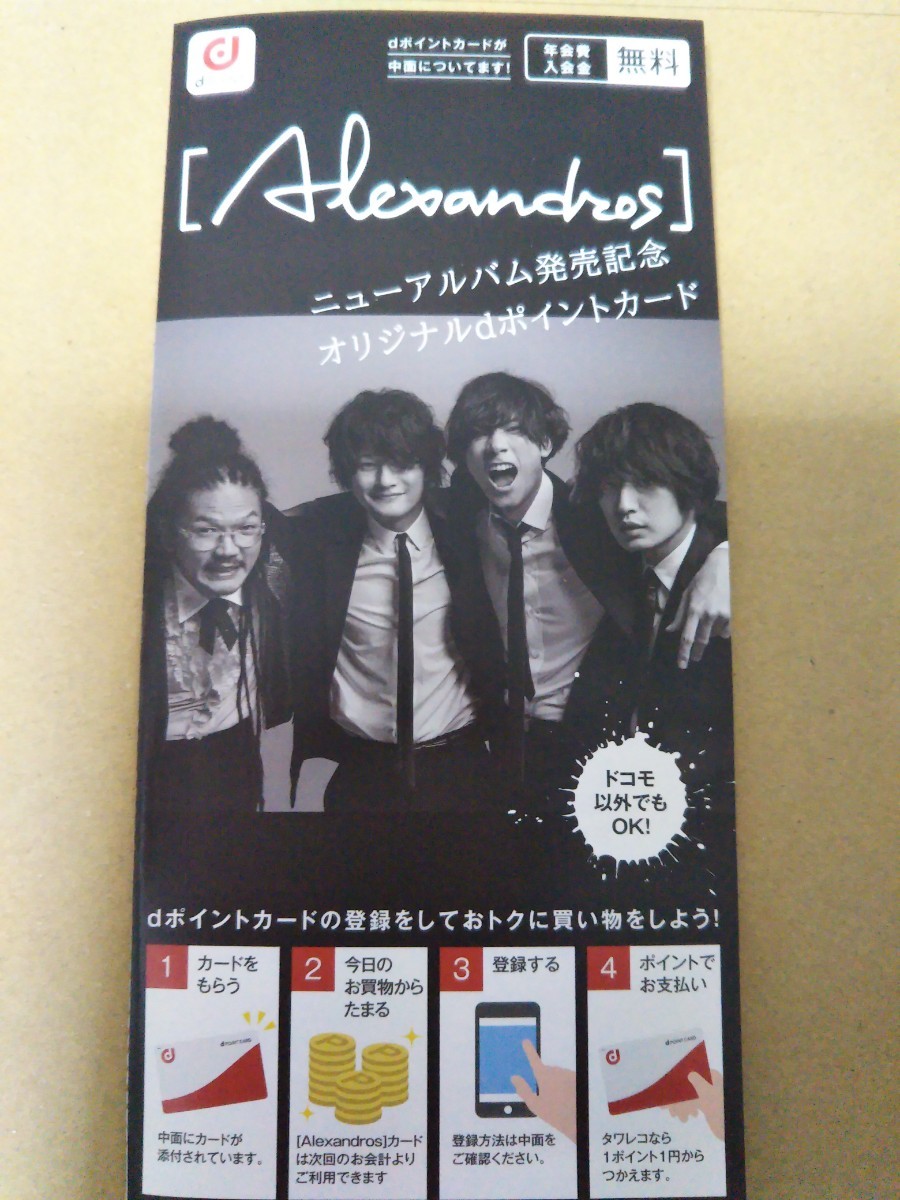 d
dポイントカードが
中面についてます!
年会費
入会金
無料
[Alexandros]
ニューアルバム発売記念
オリジナルdポイントカード
ドコモ
以外でも
OK!
dポイントカードの登録をしておトクに買い物をしよう!
1 カードを
もらう
d POINT CARD
中面にカードが
添付されています。
2 今日の
お買物から
たまる
[Alexandros]カード
は次回のお会計より
ご利用できます
3 登録する
登録方法は中面を
ご確認ください。
4 ポイントで
お支払い
d POINT CARD
タワレコなら
1ポイント1円から
つかえます。